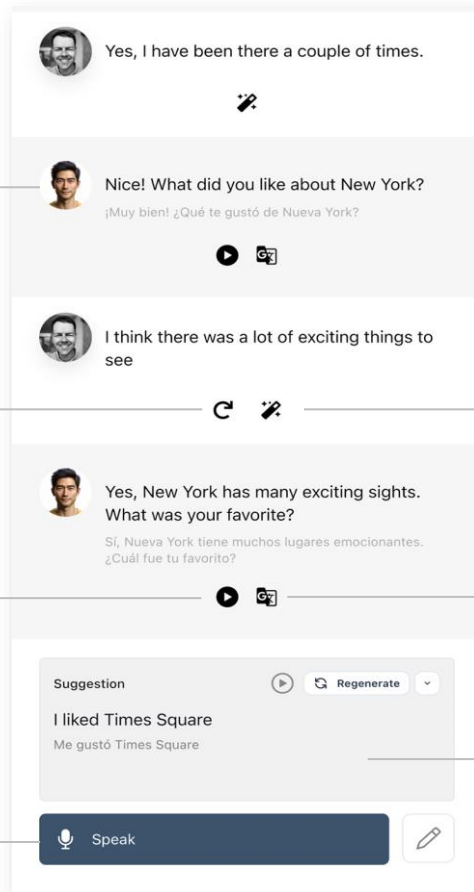 Yes, I have been there a couple of times.
Nice! What did you like about New York?
¡Muy bien! ¿Qué te gustó de Nueva York?
I think there was a lot of exciting things to
see
Yes, New York has many exciting sights.
What was your favorite?
Sí, Nueva York tiene muchos lugares emocionantes.
¿Cuál fue tu favorito?
Suggestion
Regenerate
I liked Times Square
Me gustó Times Square
Speak